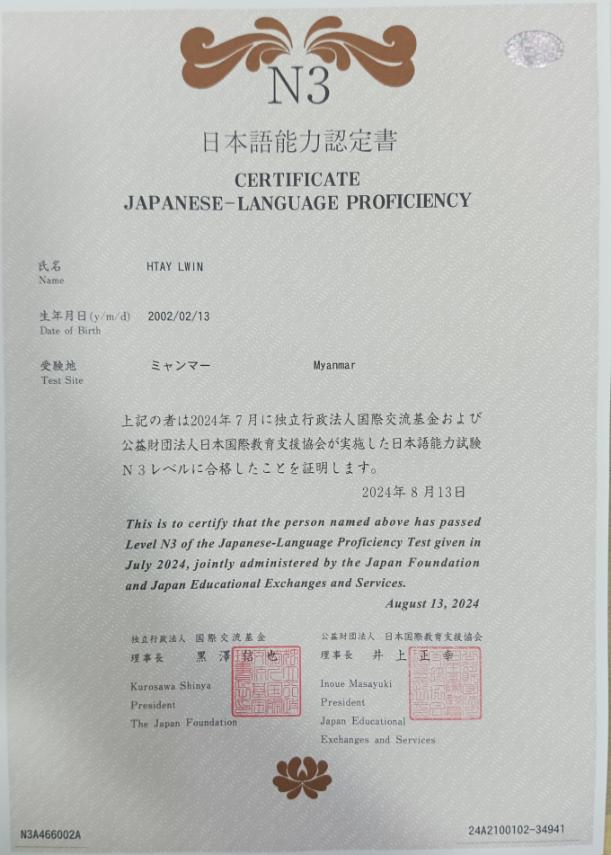 N3
日本語能力認定書
CERTIFICATE
JAPANESE-LANGUAGE PROFICIENCY
氏名 HTAY LWIN
Name
生年月日(y/m/d) 2002/02/13
Date of Birth
受験地 ミャンマー Myanmar
Test Site
上記の者は2024年7月に独立行政法人国際交流基金および
公益財団法人日本国際教育支援協会が実施した日本語能力試験
N3レベルに合格したことを証明します。
2024年8月13日
This is to certify that the person named above has passed
Level N3 of the Japanese-Language Proficiency Test given in
July 2024, jointly administered by the Japan Foundation
and Japan Educational Exchanges and Services.
August 13, 2024
独立行政法人 国際交流基金
理事長 黒澤信也
Kurosawa Shinya
President
The Japan Foundation
公益財団法人 日本国際教育支援協会
理事長 井上正幸
Inoue Masayuki
President
Japan Educational
Exchanges and Services
N3A466002A
24A2100102-34941